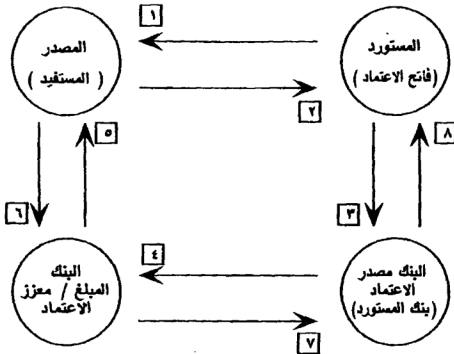 ١
المستورد
(فاتح الاعتماد)
المصدر
(المستفيد)
٢
٨
٥
٣
٦
٤
البنك مصدر
الاعتماد
(بنك المستورد)
البنك
المبلغ / معزز
الاعتماد
٧